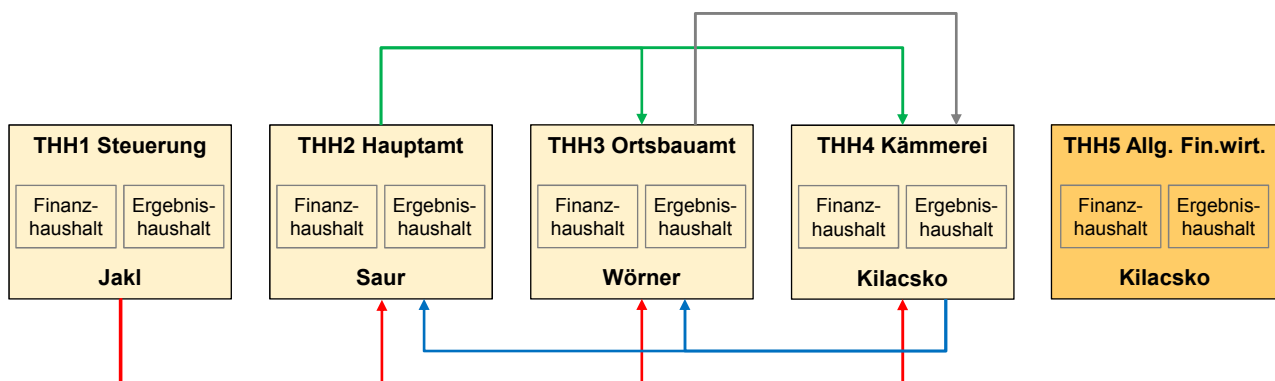 THH1 Steuerung
Finanz-
haushalt
Ergebnis-
haushalt
Jakl
THH2 Hauptamt
Finanz-
haushalt
Ergebnis-
haushalt
Saur
THH3 Ortsbauamt
Finanz-
haushalt
Ergebnis-
haushalt
Wörner
THH4 Kämmerei
Finanz-
haushalt
Ergebnis-
haushalt
Kilacsko
THH5 Allg. Fin.wirt.
Finanz-
haushalt
Ergebnis-
haushalt
Kilacsko